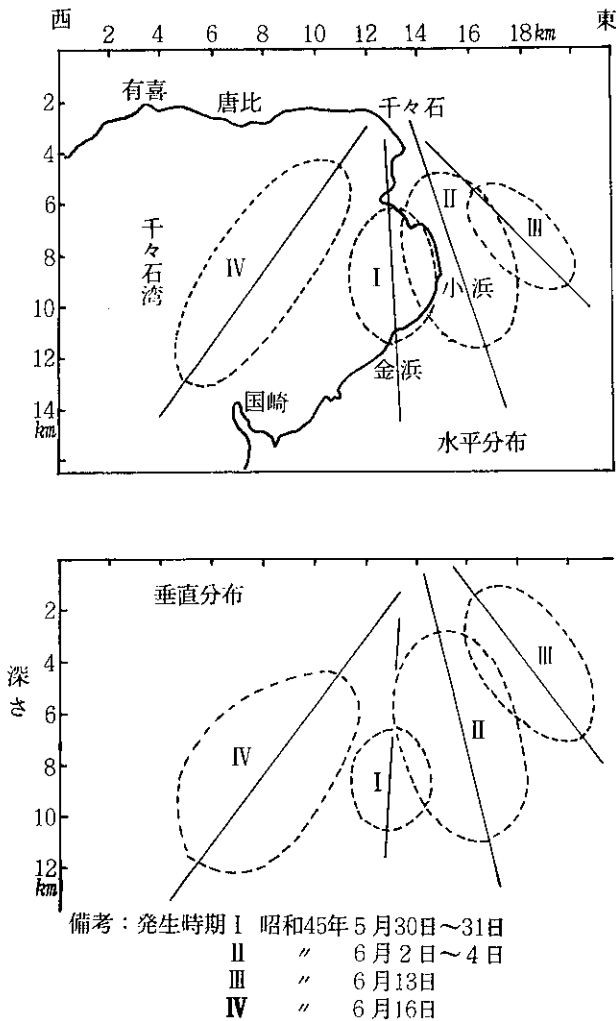 西 東
2 4 6 8 10 12 14 16 18km
2
4
6
8
10
12
14
km
有喜
唐比
千々石
千々石湾
Ⅳ
Ⅰ
Ⅱ
Ⅲ
小浜
金浜
国崎
水平分布
垂直分布
深さ
2
4
6
8
10
12
km
Ⅳ
Ⅰ
Ⅱ
Ⅲ
備考:発生時期 Ⅰ 昭和45年5月30日~31日
Ⅱ 〃 6月2日~4日
Ⅲ 〃 6月13日
Ⅳ 〃 6月16日